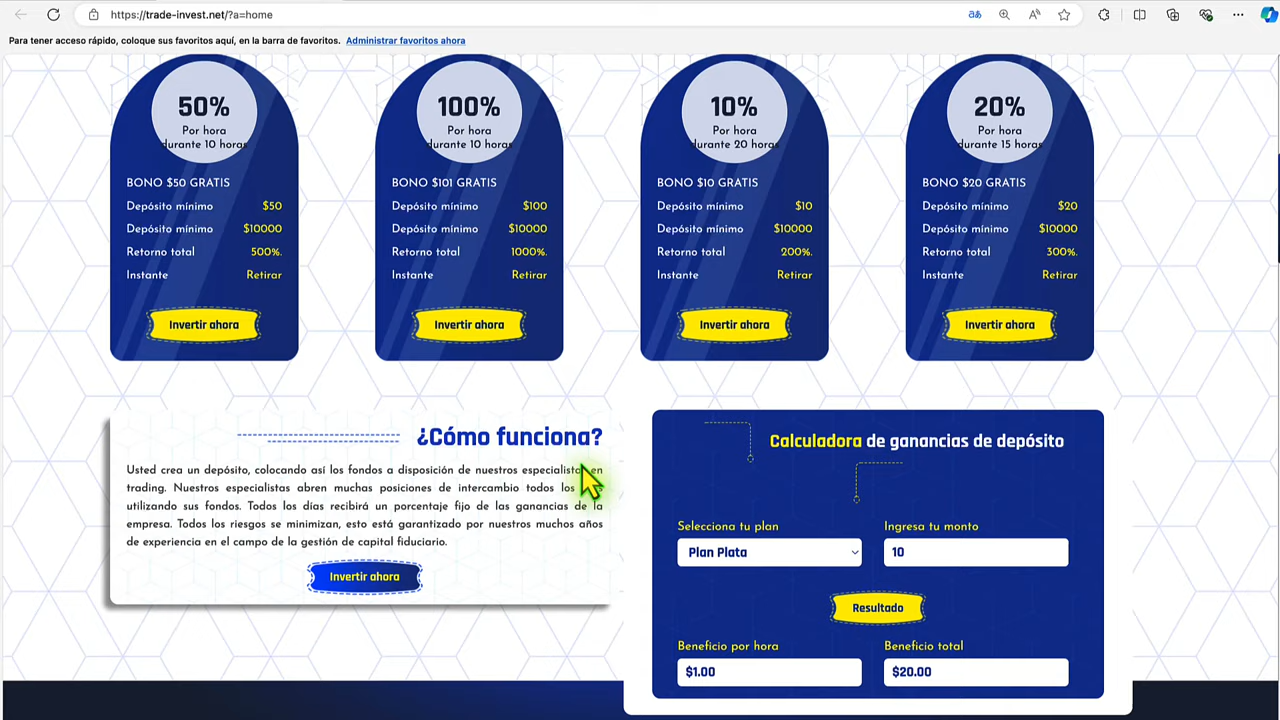 https://trade-invest.net/?a=home
Para tener acceso rápido, coloque sus favoritos aquí, en la barra de favoritos. Administrar favoritos ahora
50%
Por hora
durante 10 horas
BONO $50 GRATIS
Depósito mínimo $50
Depósito mínimo $10000
Retorno total 500%.
Instante Retirar
Invertir ahora
100%
Por hora
durante 10 horas
BONO $101 GRATIS
Depósito mínimo $100
Depósito mínimo $10000
Retorno total 1000%.
Instante Retirar
Invertir ahora
10%
Por hora
durante 20 horas
BONO $10 GRATIS
Depósito mínimo $10
Depósito mínimo $10000
Retorno total 200%.
Instante Retirar
Invertir ahora
20%
Por hora
durante 15 horas
BONO $20 GRATIS
Depósito mínimo $20
Depósito mínimo $10000
Retorno total 300%.
Instante Retirar
Invertir ahora
¿Cómo funciona?
Usted crea un depósito, colocando así los fondos a disposición de nuestros especialistas en
trading. Nuestros especialistas abren muchas posiciones de intercambio todos los
utilizando sus fondos. Todos los días recibirá un porcentaje fijo de las ganancias de la
empresa. Todos los riesgos se minimizan, esto está garantizado por nuestros muchos años
de experiencia en el campo de la gestión de capital fiduciario.
Invertir ahora
Calculadora de ganancias de depósito
Selecciona tu plan
Plan Plata
Ingresa tu monto
10
Resultado
Beneficio por hora
$1.00
Beneficio total
$20.00